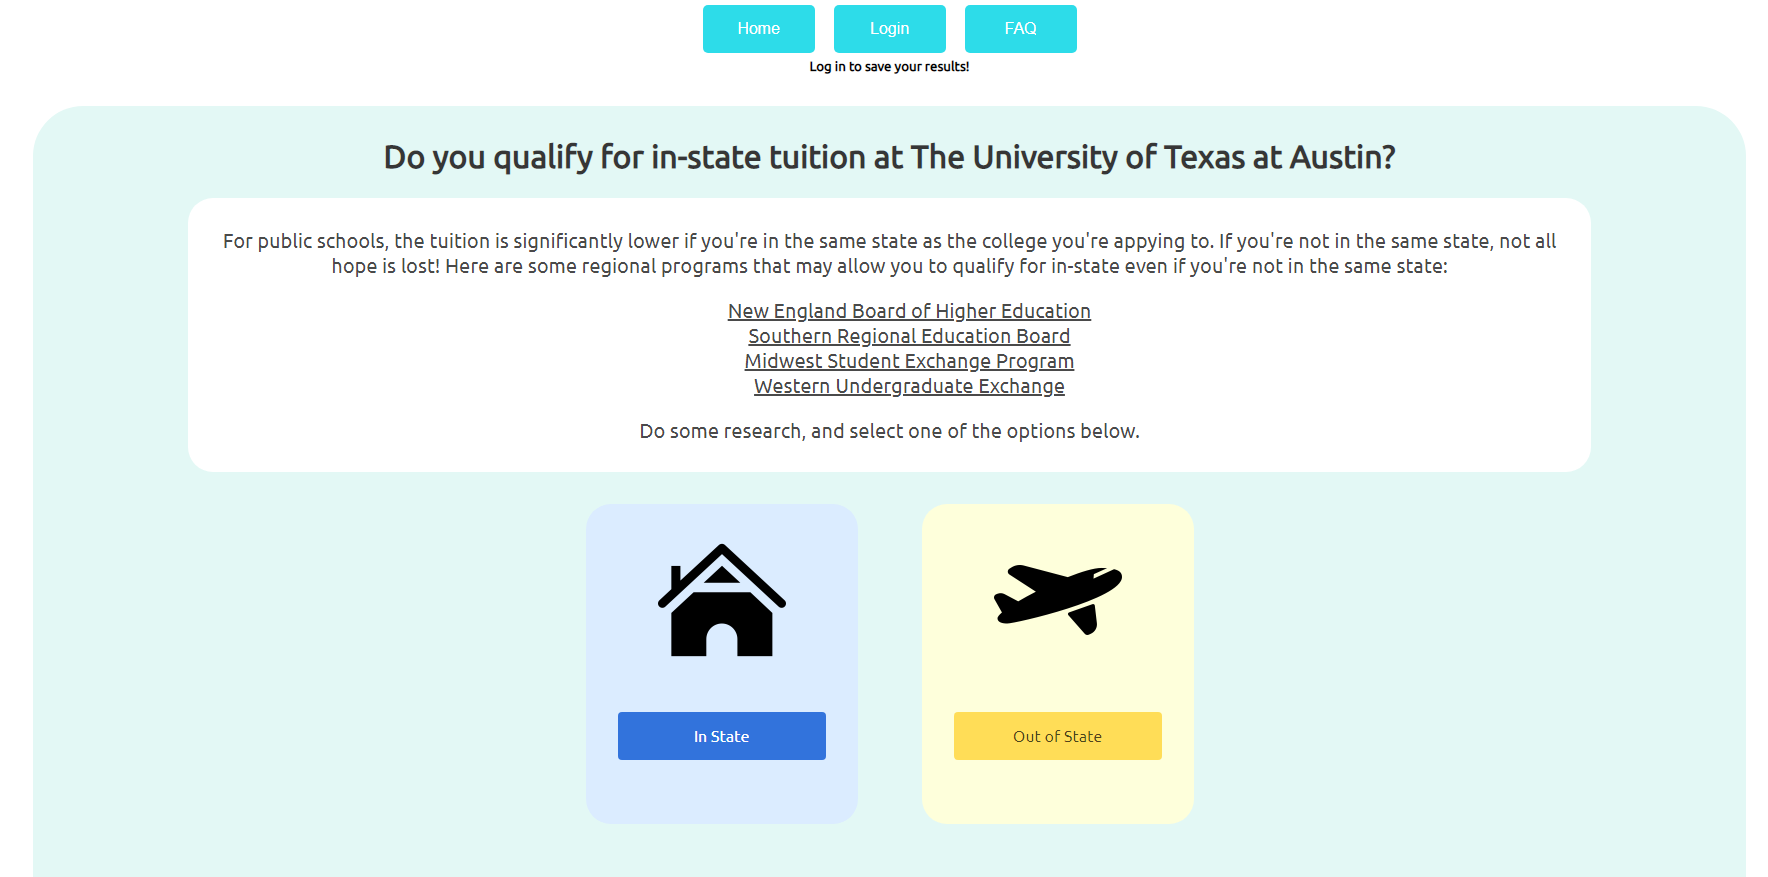 Home Login FAQ
Log in to save your results!
Do you qualify for in-state tuition at The University of Texas at Austin?
For public schools, the tuition is significantly lower if you're in the same state as the college you're appying to. If you're not in the same state, not all
hope is lost! Here are some regional programs that may allow you to qualify for in-state even if you're not in the same state:
New England Board of Higher Education
Southern Regional Education Board
Midwest Student Exchange Program
Western Undergraduate Exchange
Do some research, and select one of the options below.
In State
Out of State